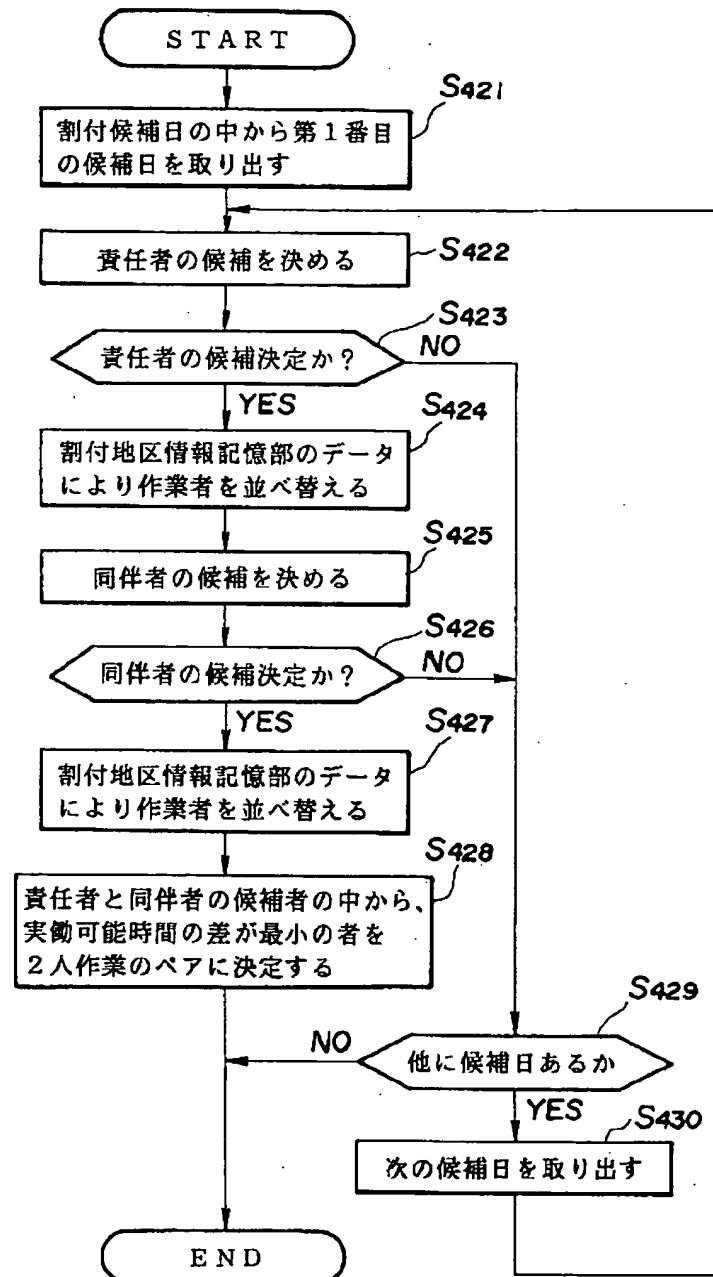 START
S421
割付候補日の中から第1番目
の候補日を取り出す
責任者の候補を決める
S422
S423
責任者の候補決定か?
NO
YES
S424
割付地区情報記憶部のデータ
により作業者を並べ替える
S425
同伴者の候補を決める
S426
同伴者の候補決定か?
NO
YES
S427
割付地区情報記憶部のデータ
により作業者を並べ替える
S428
責任者と同伴者の候補者の中から、
実働可能時間の差が最小の者を
2人作業のペアに決定する
S429
NO
他に候補日あるか
YES
S430
次の候補日を取り出す
END